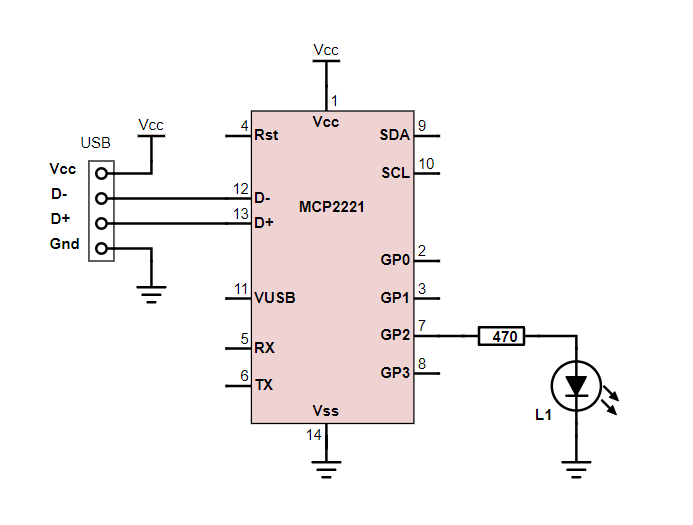 Vcc
1
Vcc
4
Rst
SDA
9
Vcc
USB
Vcc
D-
D+
Gnd
10
SCL
12
D-
13
D+
MCP2221
2
GP0
11
VUSB
3
GP1
7
GP2
470
5
RX
8
GP3
6
TX
Vss
14
L1